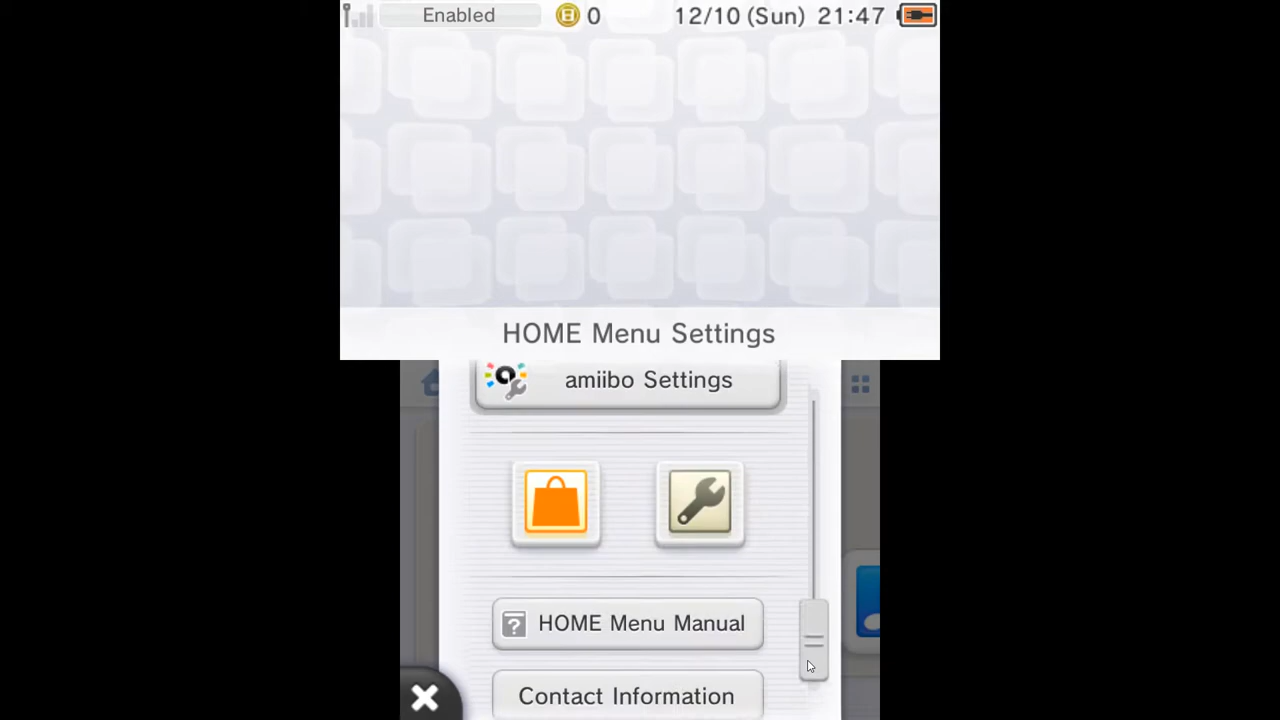 Enabled 0 12/10 (Sun) 21:47
HOME Menu Settings
amiibo Settings
HOME Menu Manual
Contact Information